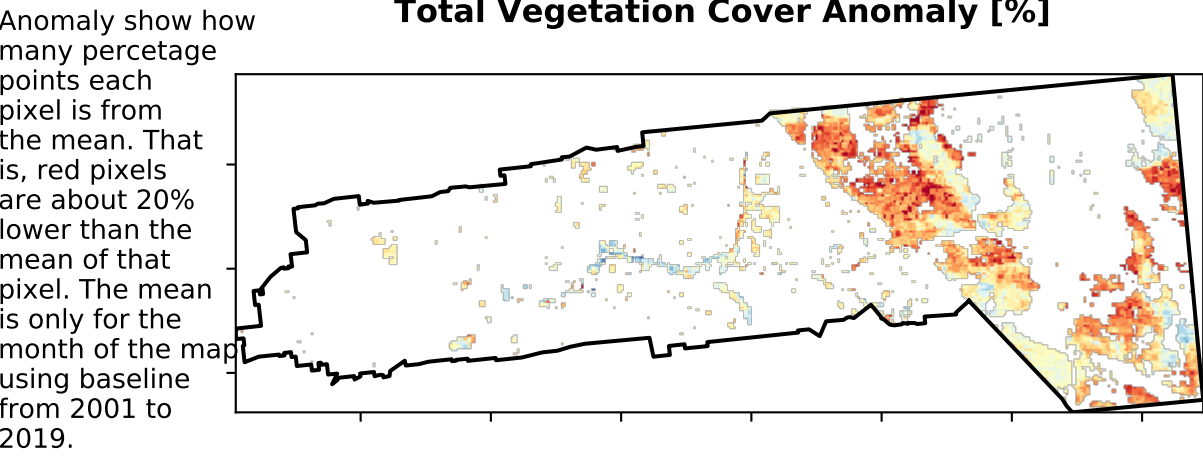 Total Vegetation Cover Anomaly [%]
Anomaly show how
many percetage
points each
pixel is from
the mean. That
is, red pixels
are about 20%
lower than the
mean of that
pixel. The mean
is only for the
month of the map
using baseline
from 2001 to
2019.